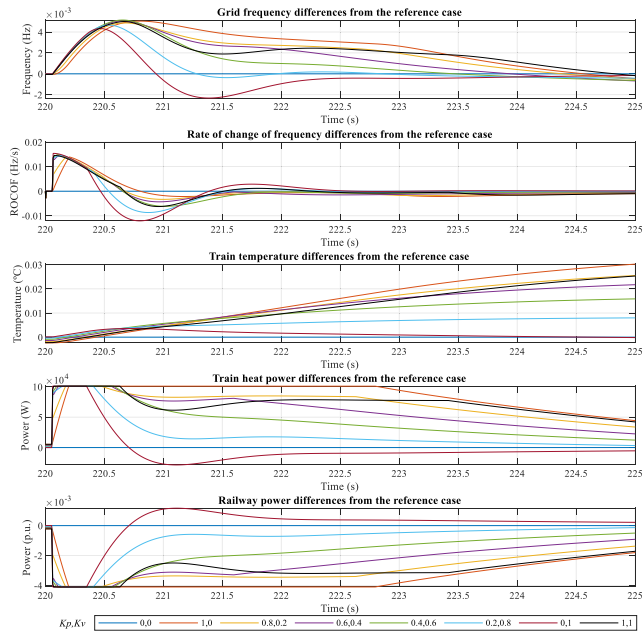 Grid frequency differences from the reference case
×10⁻³
Frequency (Hz)
4
2
0
-2
220 220.5 221 221.5 222 222.5 223 223.5 224 224.5 225
Time (s)
Rate of change of frequency differences from the reference case
ROCOF (Hz/s)
0.02
0.01
0
-0.01
220 220.5 221 221.5 222 222.5 223 223.5 224 224.5 225
Time (s)
Train temperature differences from the reference case
Temperature (°C)
0.03
0.02
0.01
0
220 220.5 221 221.5 222 222.5 223 223.5 224 224.5 225
Time (s)
Train heat power differences from the reference case
×10⁴
Power (W)
10
5
0
220 220.5 221 221.5 222 222.5 223 223.5 224 224.5 225
Time (s)
Railway power differences from the reference case
×10⁻³
Power (p.u.)
0
-2
-4
220 220.5 221 221.5 222 222.5 223 223.5 224 224.5 225
Time (s)
Kp,Kv 0,0 1,0 0.8,0.2 0.6,0.4 0.4,0.6 0.2,0.8 0,1 1,1